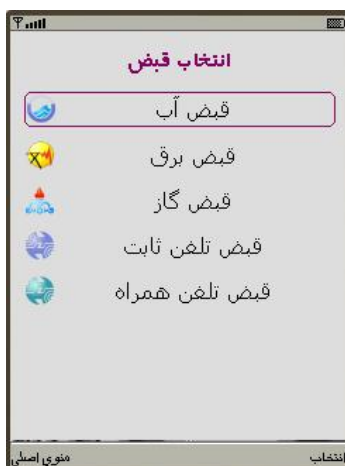 انتخاب قبض
قبض آب
قبض برق
قبض گاز
قبض تلفن ثابت
قبض تلفن همراه
انتخاب
منوی اصلی